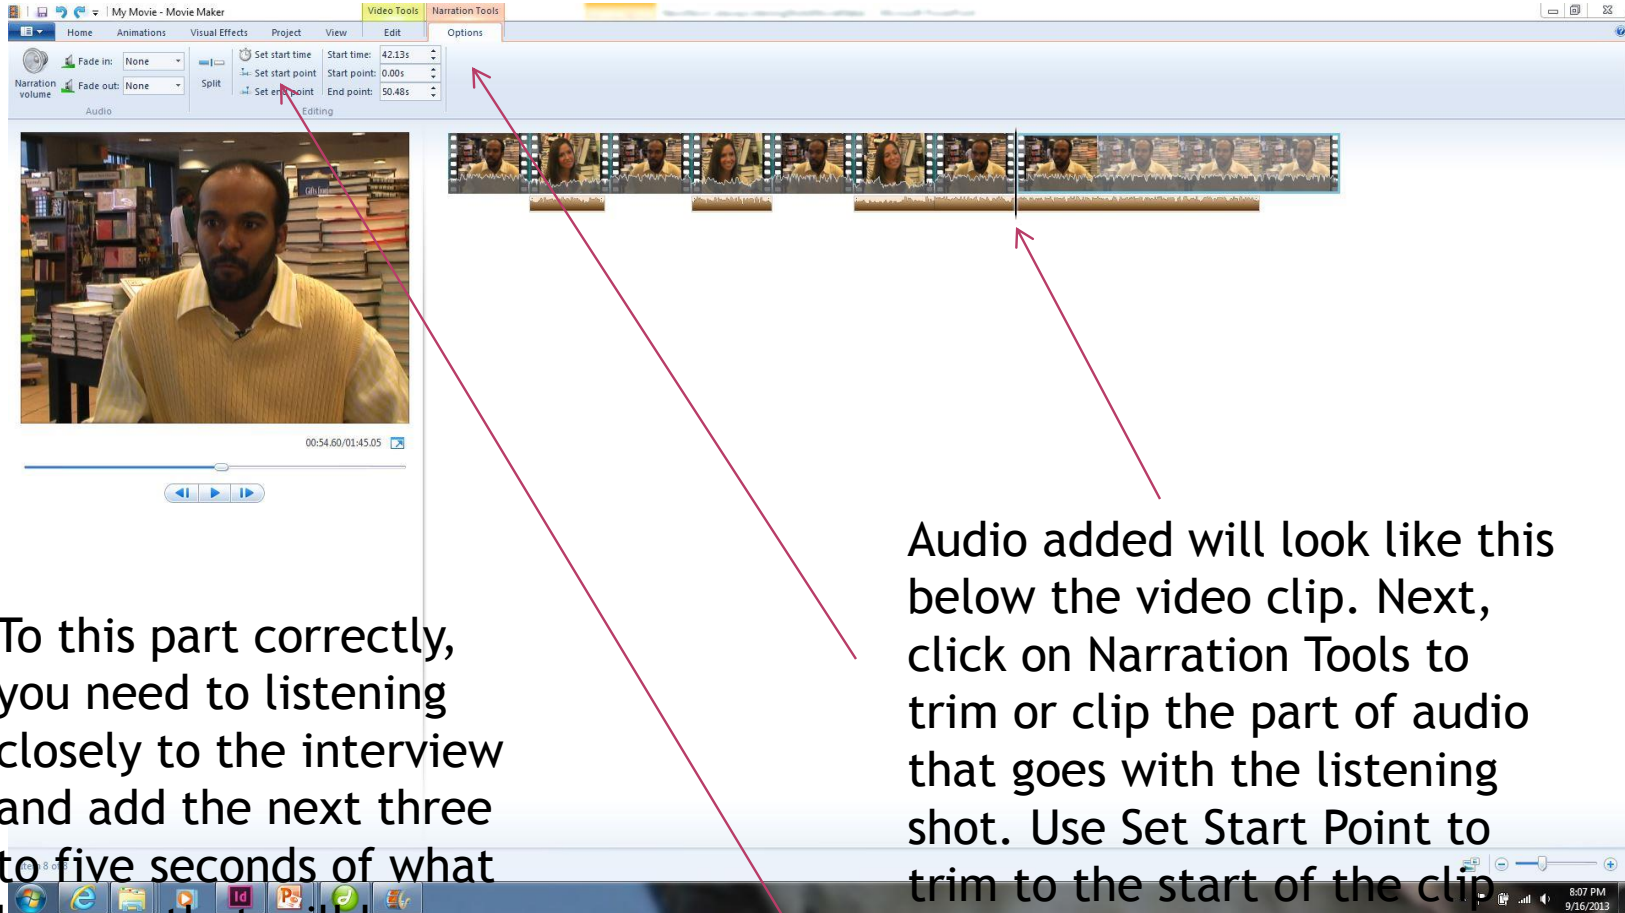 My Movie - Movie Maker
Video Tools
Narration Tools
Home
Animations
Visual Effects
Project
View
Edit
Options
Narration volume
Fade in: None
Fade out: None
Audio
Split
Set start time
Set start point
Set end point
Start time: 42.13s
Start point: 0.00s
End point: 50.48s
Editing
00:54.60/01:45.05
Audio added will look like this
below the video clip. Next,
click on Narration Tools to
trim or clip the part of audio
that goes with the listening
shot. Use Set Start Point to
trim to the start of the clip
To this part correctly,
you need to listening
closely to the interview
and add the next three
to five seconds of what
8:07 PM
9/16/2013